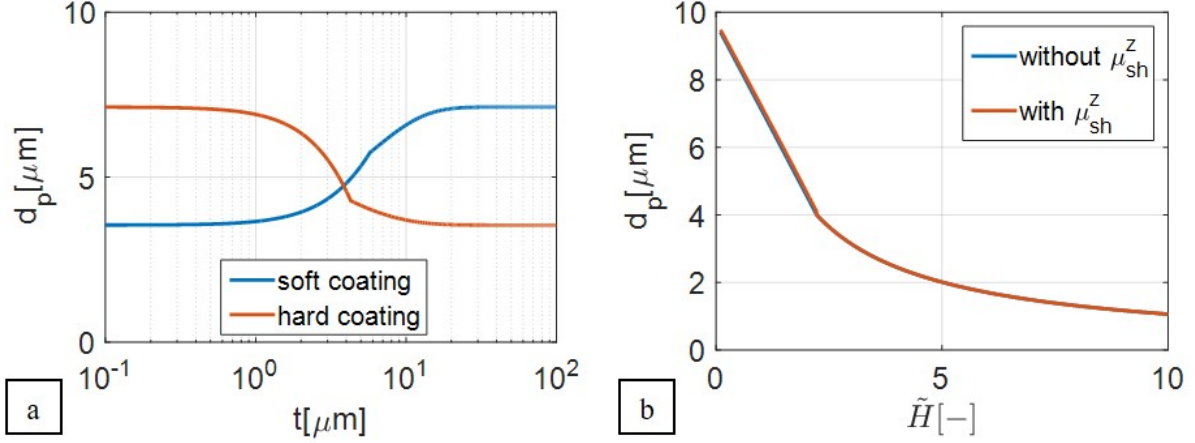 10
5
0
d_p[μm]
soft coating
hard coating
10^-1 10^0 10^1 10^2
t[μm]
a
10
8
6
4
2
0
d_p[μm]
without μ^z_sh
with μ^z_sh
0 5 10
H̃[−]
b